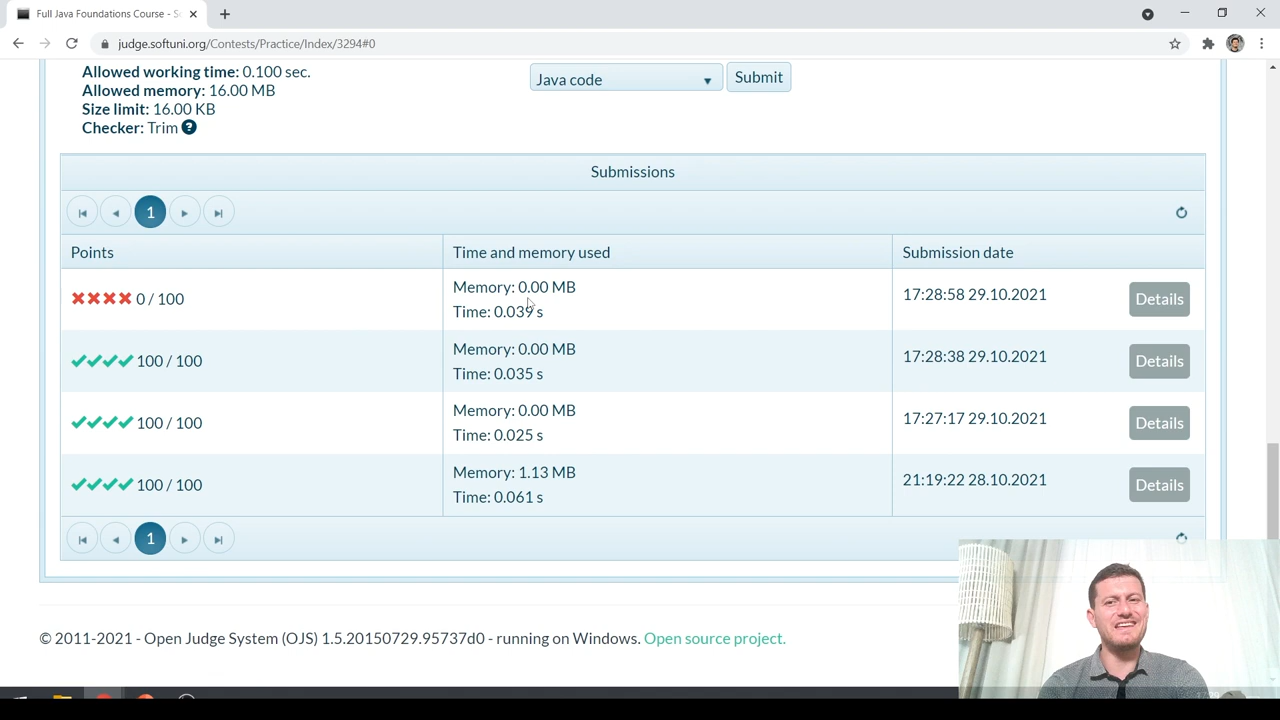 Full Java Foundations Course - S
judge.softuni.org/Contests/Practice/Index/3294#0
Allowed working time: 0.100 sec.
Allowed memory: 16.00 MB
Size limit: 16.00 KB
Checker: Trim ?
Java code
Submit
Submissions
1
Points
Time and memory used
Submission date
0 / 100
Memory: 0.00 MB
Time: 0.039 s
17:28:58 29.10.2021
Details
100 / 100
Memory: 0.00 MB
Time: 0.035 s
17:28:38 29.10.2021
Details
100 / 100
Memory: 0.00 MB
Time: 0.025 s
17:27:17 29.10.2021
Details
100 / 100
Memory: 1.13 MB
Time: 0.061 s
21:19:22 28.10.2021
Details
1
© 2011-2021 - Open Judge System (OJS) 1.5.20150729.95737d0 - running on Windows. Open source project.